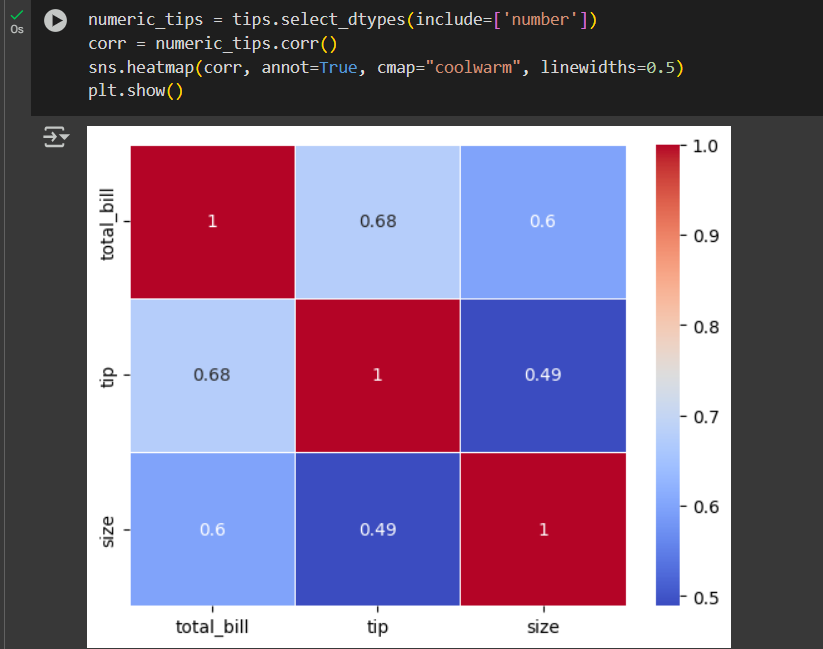 numeric_tips = tips.select_dtypes(include=['number'])
corr = numeric_tips.corr()
sns.heatmap(corr, annot=True, cmap="coolwarm", linewidths=0.5)
plt.show()
0s
1.0
total_bill
1
0.68
0.6
0.9
0.8
tip
0.68
1
0.49
0.7
0.6
size
0.6
0.49
1
0.5
total_bill
tip
size